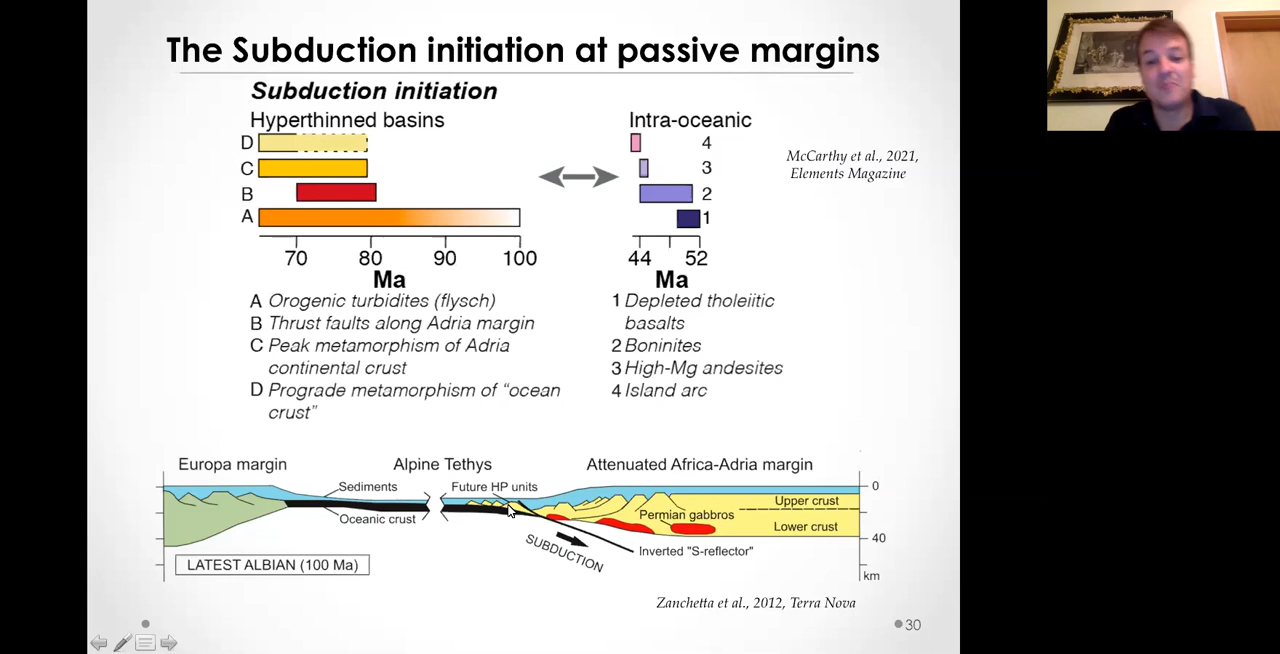 The Subduction initiation at passive margins
Subduction initiation
Hyperthinned basins
Intra-oceanic
D
C
B
A
4
3
2
1
McCarthy et al., 2021,
Elements Magazine
70 80 90 100
Ma
44 52
Ma
A Orogenic turbidites (flysch)
B Thrust faults along Adria margin
C Peak metamorphism of Adria
continental crust
D Prograde metamorphism of “ocean
crust”
1 Depleted tholeiitic
basalts
2 Boninites
3 High-Mg andesites
4 Island arc
Europa margin
Alpine Tethys
Attenuated Africa-Adria margin
Sediments
Future HP units
Oceanic crust
Upper crust
Permian gabbros
Lower crust
SUBDUCTION
Inverted "S-reflector"
0
40
km
LATEST ALBIAN (100 Ma)
Zanchetta et al., 2012, Terra Nova
30